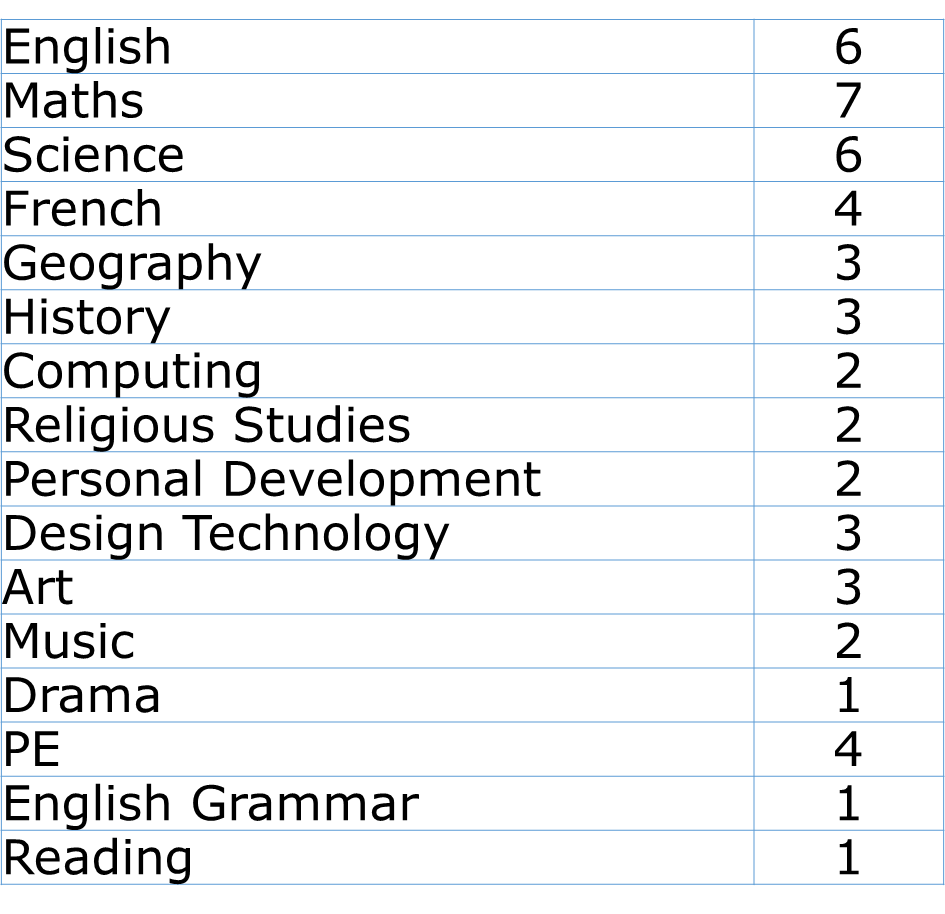 English 6
Maths 7
Science 6
French 4
Geography 3
History 3
Computing 2
Religious Studies 2
Personal Development 2
Design Technology 3
Art 3
Music 2
Drama 1
PE 4
English Grammar 1
Reading 1